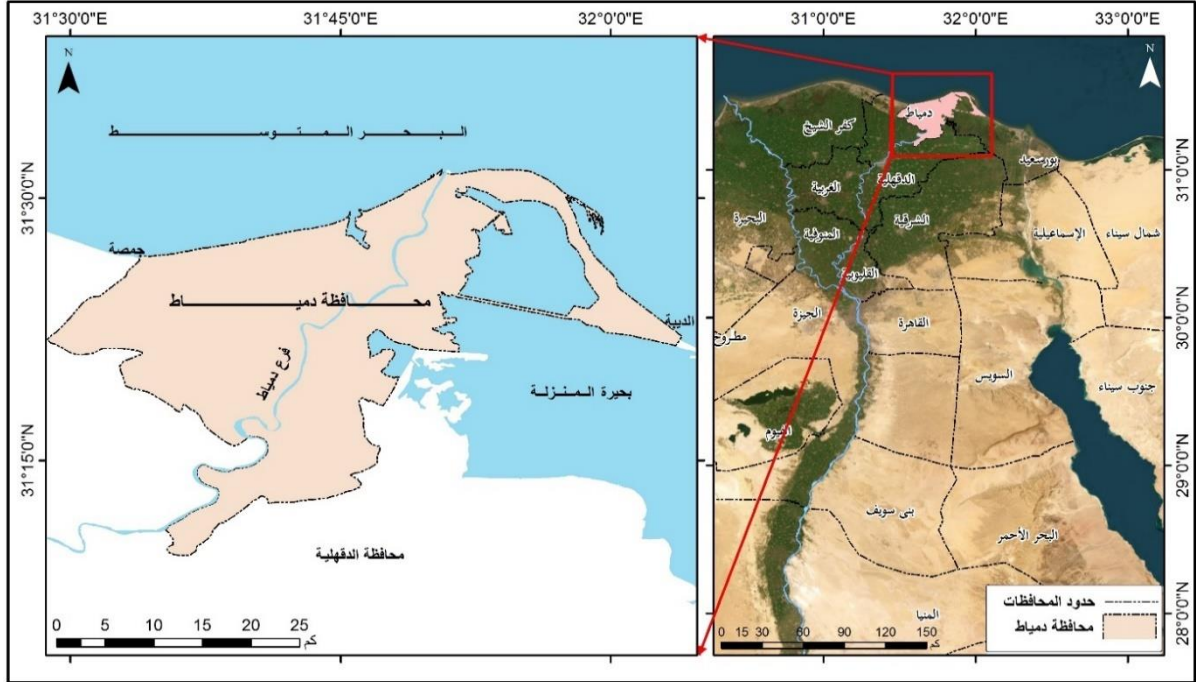 31°30'0"E
31°45'0"E
32°0'0"E
31°30'0"N
31°15'0"N
N
البحر المتوسط
جمصة
محافظة دمياط
الديبة
فرع دمياط
بحيرة المنزلة
محافظة الدقهلية
0 5 10 15 20 25
كم
31°0'0"E
32°0'0"E
33°0'0"E
31°0'0"N
30°0'0"N
29°0'0"N
28°0'0"N
N
دمياط
كفر الشيخ
بورسعيد
الدقهلية
الغربية
الشرقية
البحيرة
المنوفية
الإسماعيلية
شمال سيناء
القليوبية
الجيزة
القاهرة
مطروح
السويس
جنوب سيناء
الفيوم
بنى سويف
البحر الأحمر
المنيا
حدود المحافظات
محافظة دمياط
0 15 30 60 90 120 150
كم